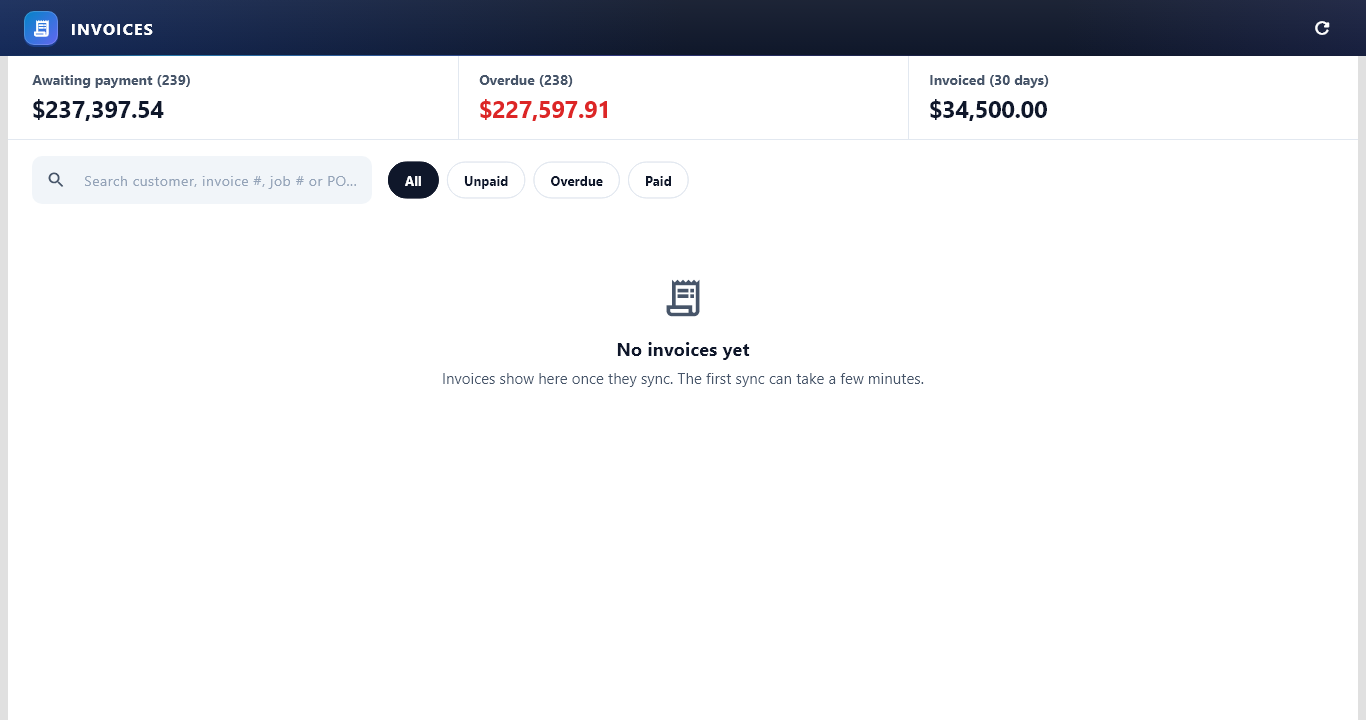 INVOICES
Awaiting payment (239)
$237,397.54
Overdue (238)
$227,597.91
Invoiced (30 days)
$34,500.00
Search customer, invoice #, job # or PO...
All
Unpaid
Overdue
Paid
No invoices yet
Invoices show here once they sync. The first sync can take a few minutes.